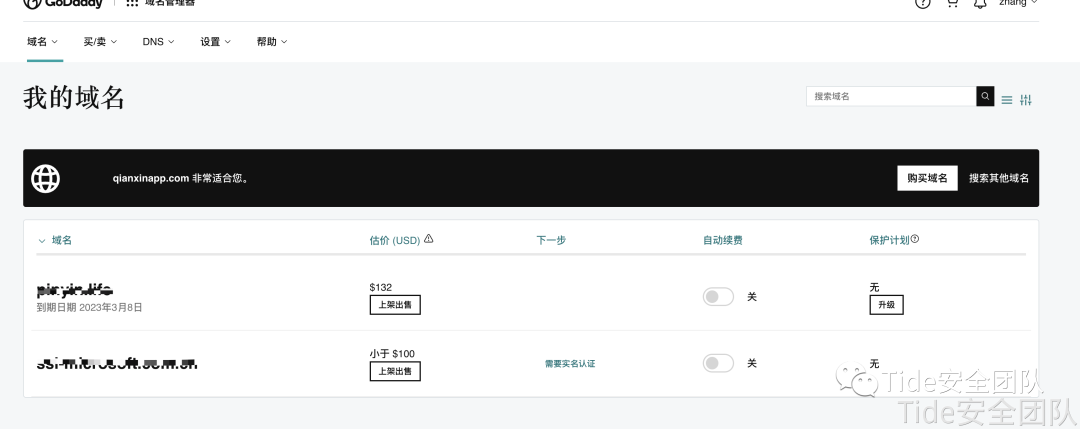 GoDaddy 域名管理器 zhang
域名 买/卖 DNS 设置 帮助
我的域名
搜索域名
qianxinapp.com 非常适合您。 购买域名 搜索其他域名
域名 估价 (USD) 下一步 自动续费 保护计划
$132 关 无
到期日期 2023年3月8日 上架出售 升级
小于 $100 需要实名认证 关 无
上架出售
Tide安全团队
Tide安全团队